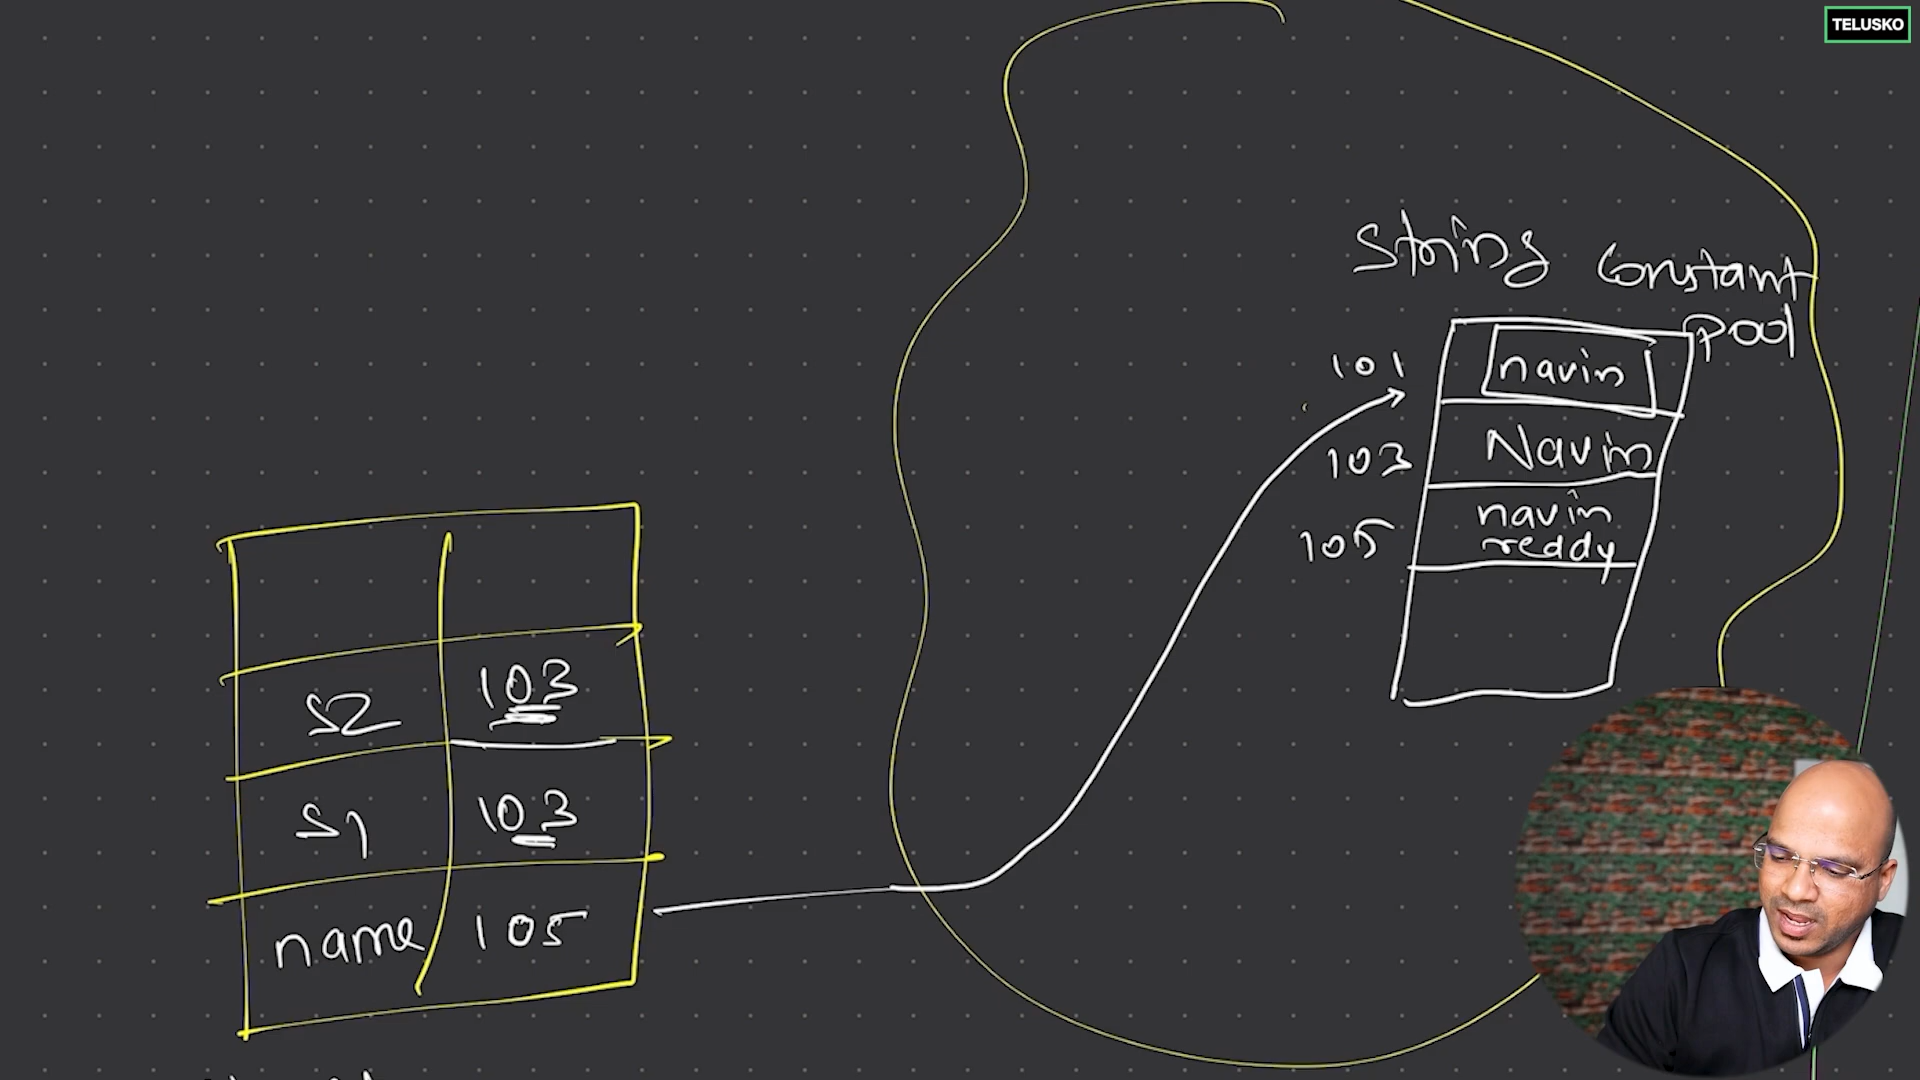 TELUSKO
String Constant
pool
101 navin
103 Navin
105 navin
reddy
s2 103
s1 103
name 105